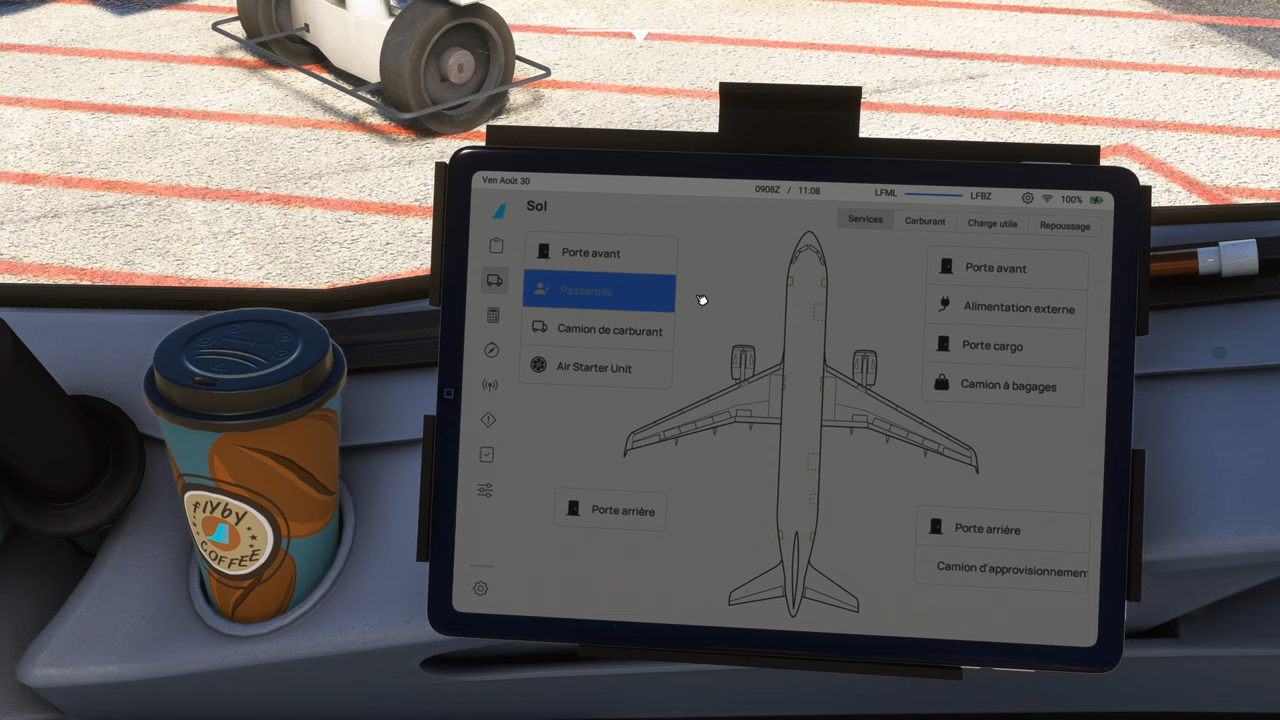 Ven Août 30
0908Z / 11:08
LFML
LFBZ
100%
Sol
Services
Carburant
Charge utile
Repoussage
Porte avant
Passerelle
Camion de carburant
Air Starter Unit
Porte avant
Alimentation externe
Porte cargo
Camion à bagages
Porte arrière
Porte arrière
Camion d'approvisionnemen
flyby
COFFEE